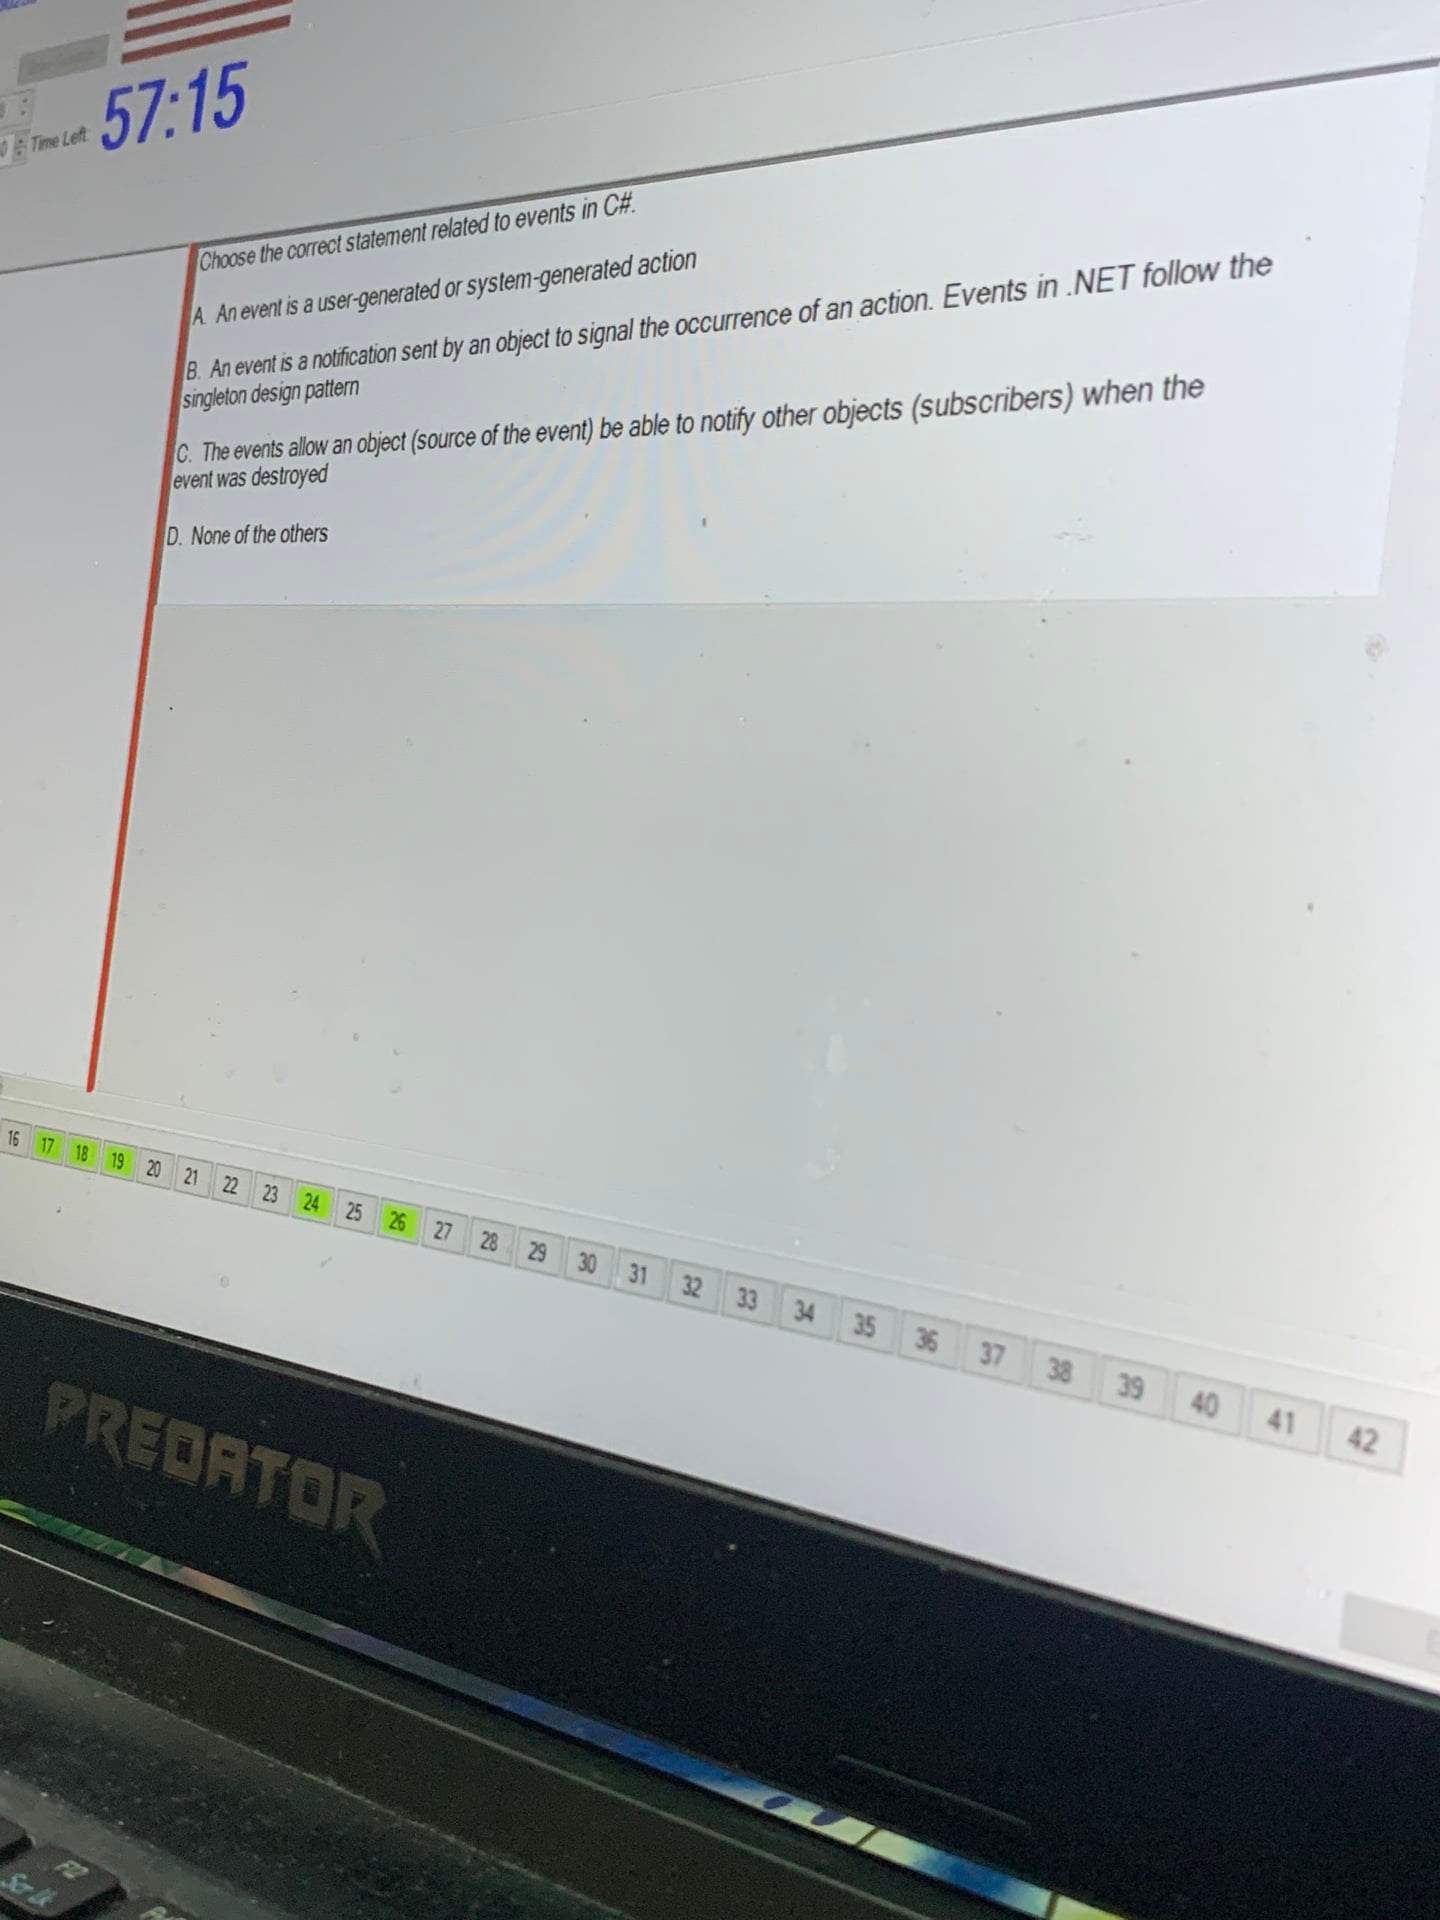 Time Left: 57:15
Choose the correct statement related to events in C#.
A. An event is a user-generated or system-generated action
B. An event is a notification sent by an object to signal the occurrence of an action. Events in .NET follow the
singleton design pattern
C. The events allow an object (source of the event) be able to notify other objects (subscribers) when the
event was destroyed
D. None of the others
16 17 18 19 20 21 22 23 24 25 26 27 28 29 30 31 32 33 34 35 36 37 38 39 40 41 42
PREDATOR
F12
Scr Lk